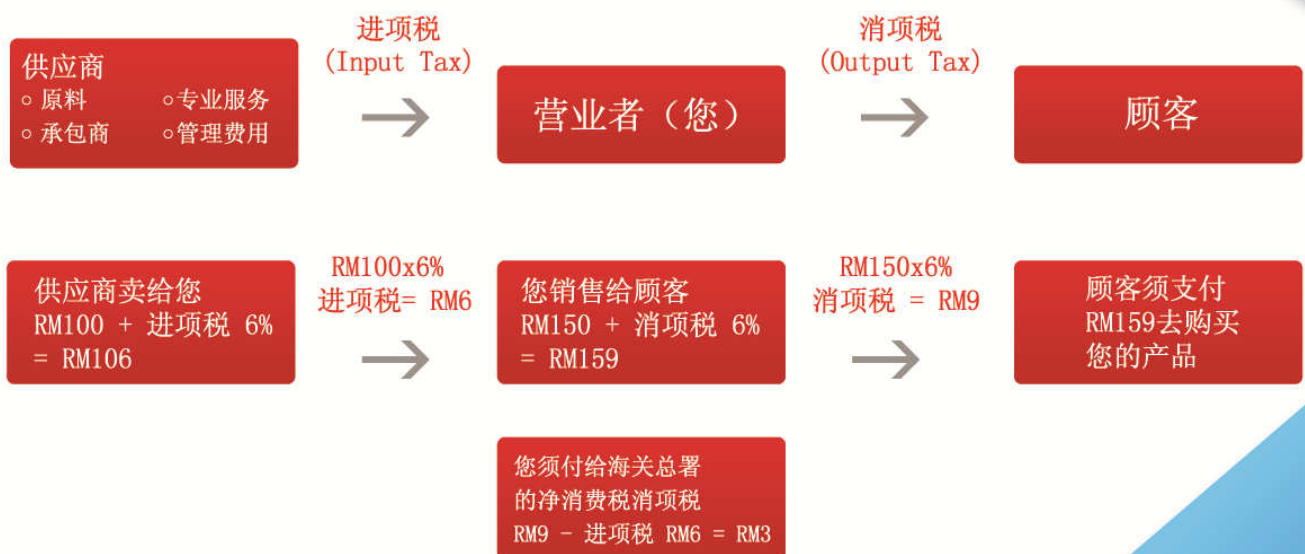 进项税
(Input Tax)
消项税
(Output Tax)
供应商
○ 原料 ○专业服务
○ 承包商 ○管理费用
营业者（您）
顾客
RM100x6%
进项税= RM6
RM150x6%
消项税 = RM9
供应商卖给您
RM100 + 进项税 6%
= RM106
您销售给顾客
RM150 + 消项税 6%
= RM159
顾客须支付
RM159去购买
您的产品
您须付给海关总署
的净消费税消项税
RM9 - 进项税 RM6 = RM3